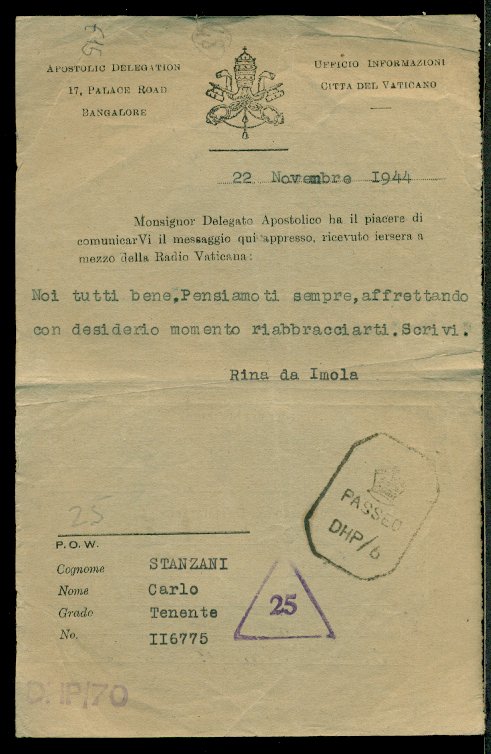 APOSTOLIC DELEGATION
17, PALACE ROAD
BANGALORE
UFFICIO INFORMAZIONI
CITTÀ DEL VATICANO
22 Novembre 1944
Monsignor Delegato Apostolico ha il piacere di
comunicarVi il messaggio qui appresso, ricevuto iersera a
mezzo della Radio Vaticana:
Noi tutti bene.Pensiamoti sempre,affrettando
con desiderio momento riabbracciarti.Scrivi.
Rina da Imola
PASSED
DHP/6
25
P.O.W.
Cognome STANZANI
Nome Carlo
Grado Tenente
No. II6775
25
D.IP/70